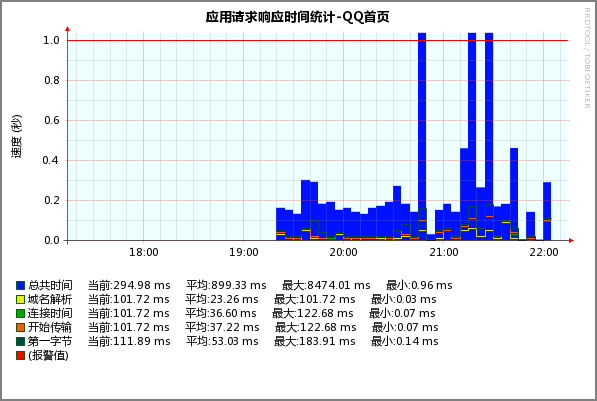 应用请求响应时间统计-QQ首页
RRDTOOL / TOBI OETIKER
速度 (秒)
1.0
0.8
0.6
0.4
0.2
0.0
18:00 19:00 20:00 21:00 22:00
总共时间 当前:294.98 ms 平均:899.33 ms 最大:8474.01 ms 最小:0.96 ms
域名解析 当前:101.72 ms 平均:23.26 ms 最大:101.72 ms 最小:0.03 ms
连接时间 当前:101.72 ms 平均:36.60 ms 最大:122.68 ms 最小:0.07 ms
开始传输 当前:101.72 ms 平均:37.22 ms 最大:122.68 ms 最小:0.07 ms
第一字节 当前:111.89 ms 平均:53.03 ms 最大:183.91 ms 最小:0.14 ms
(报警值)